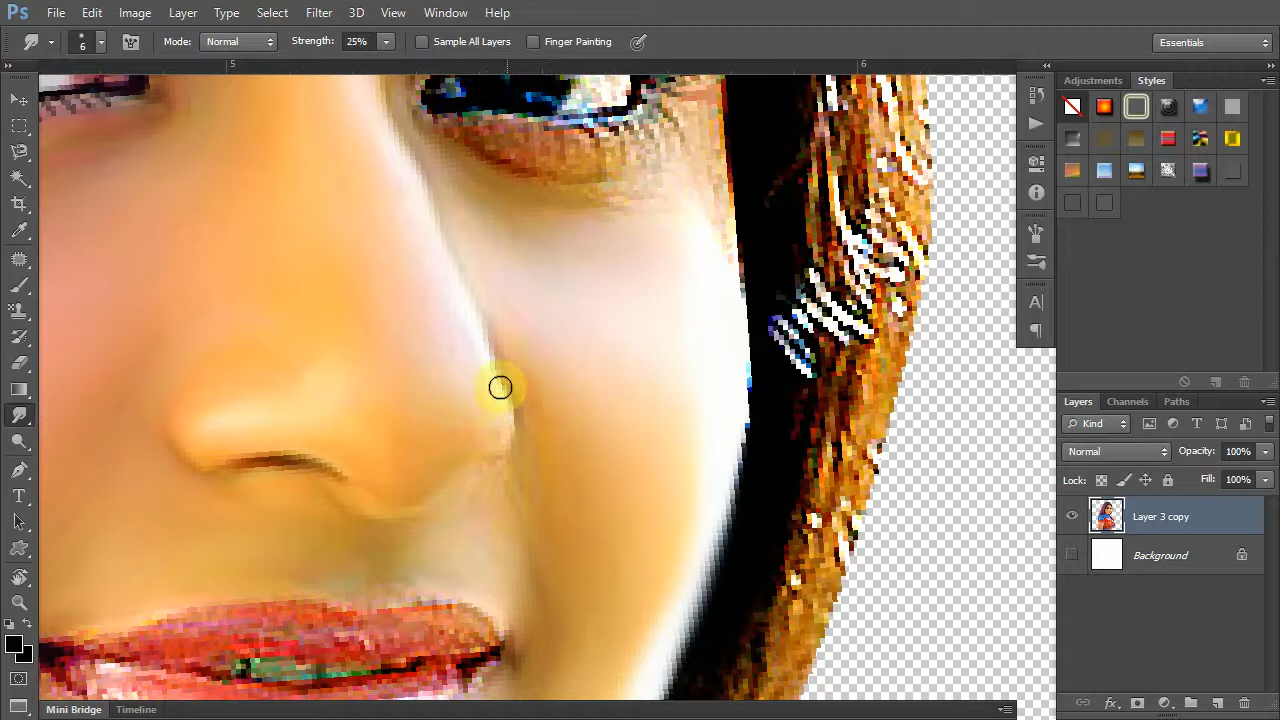 Ps File Edit Image Layer Type Select Filter 3D View Window Help
6 Mode: Normal Strength: 25% Sample All Layers Finger Painting Essentials
5 6
Adjustments Styles
Layers Channels Paths
Kind
Normal Opacity: 100%
Lock: Fill: 100%
Layer 3 copy
Background
Mini Bridge Timeline